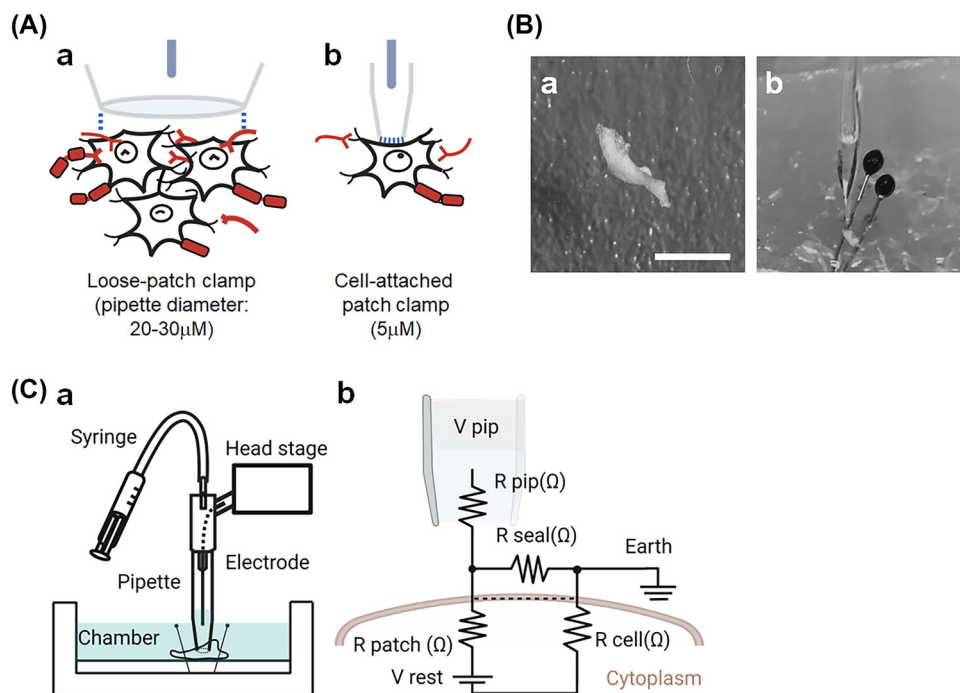 (A)
a
b
Loose-patch clamp
(pipette diameter:
20-30μM)
Cell-attached
patch clamp
(5μM)
(B)
a
b
(C)
a
Syringe
Head stage
Pipette
Electrode
Chamber
b
V pip
R pip(Ω)
R seal(Ω)
Earth
R patch (Ω)
R cell(Ω)
V rest
Cytoplasm